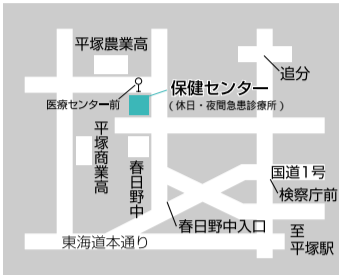 平塚農業高
追分
保健センター
医療センター前
(休日・夜間急患診療所)
平塚商業高
春日野中
国道1号
検察庁前
春日野中入口
至平塚駅
東海道本通り